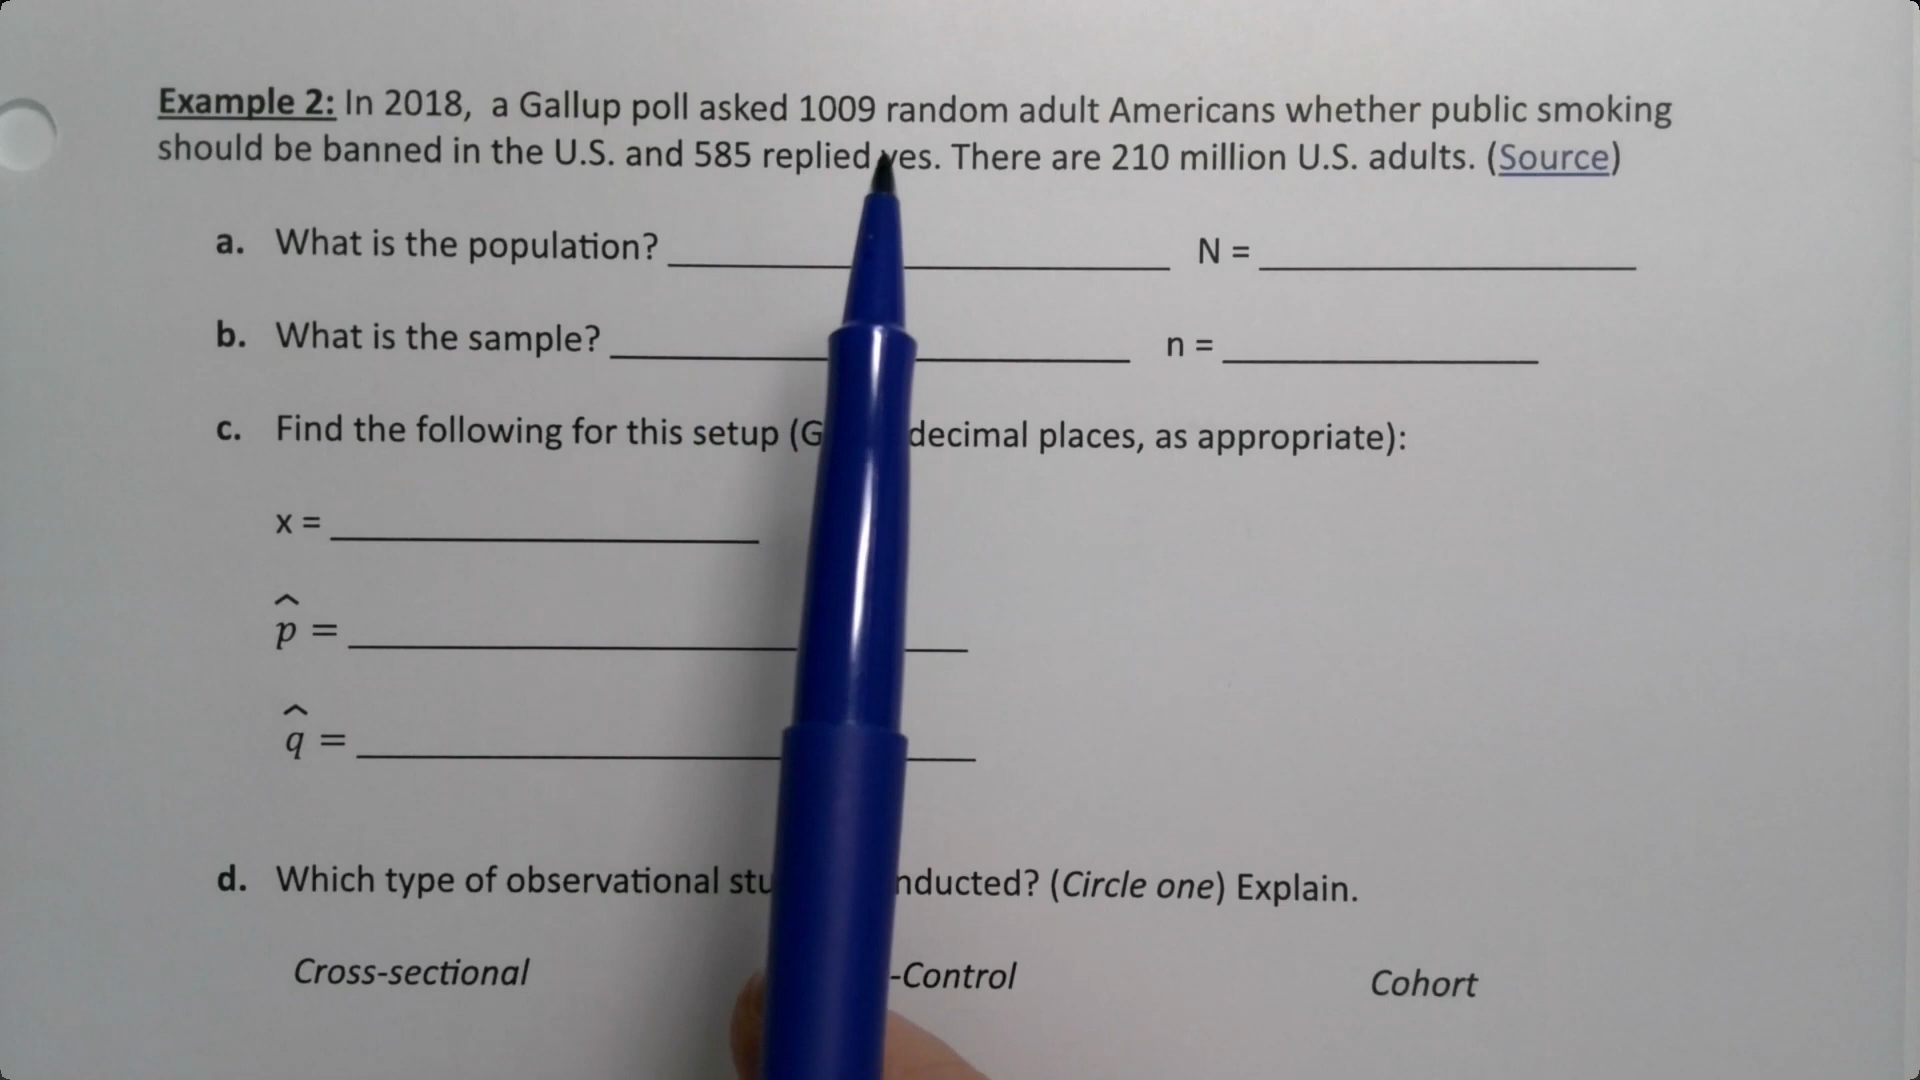 Example 2: In 2018, a Gallup poll asked 1009 random adult Americans whether public smoking
should be banned in the U.S. and 585 replied yes. There are 210 million U.S. adults. (Source)
a. What is the population? N =
b. What is the sample? n =
c. Find the following for this setup ( decimal places, as appropriate):
x =
p̂ =
q̂ =
d. Which type of observational conducted? (Circle one) Explain.
Cross-sectional -Control Cohort